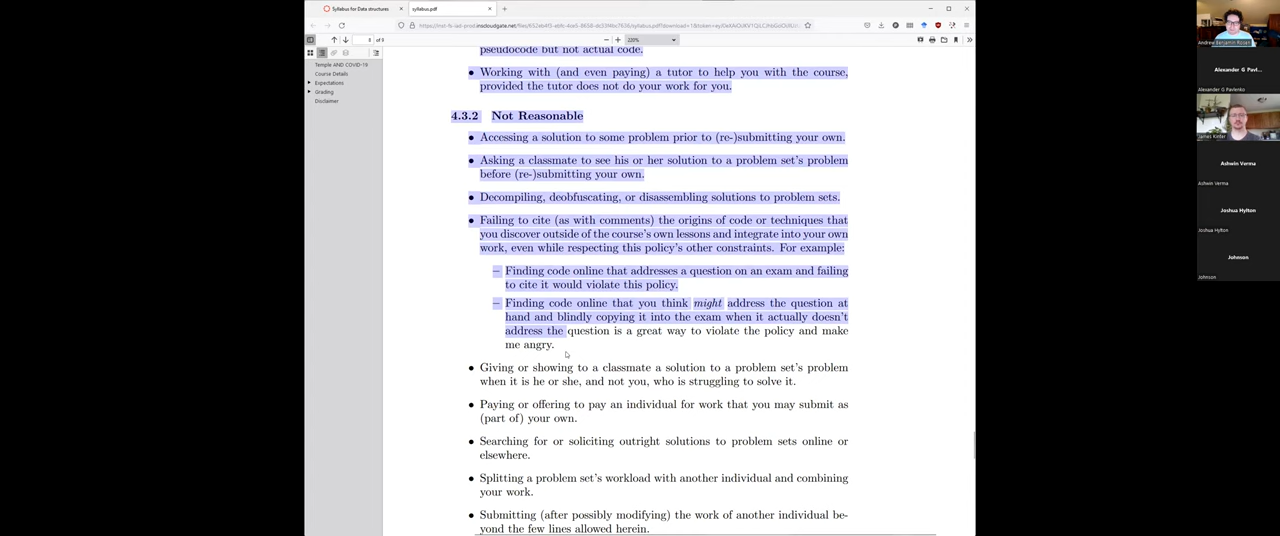 Syllabus for Data structures
syllabus.pdf
8
of 9
220%
Temple AND COVID-19
Course Details
Expectations
Grading
Disclaimer
pseudocode but not actual code.
• Working with (and even paying) a tutor to help you with the course,
provided the tutor does not do your work for you.
4.3.2 Not Reasonable
• Accessing a solution to some problem prior to (re-)submitting your own.
• Asking a classmate to see his or her solution to a problem set's problem
before (re-)submitting your own.
• Decompiling, deobfuscating, or disassembling solutions to problem sets.
• Failing to cite (as with comments) the origins of code or techniques that
you discover outside of the course's own lessons and integrate into your own
work, even while respecting this policy's other constraints. For example:
– Finding code online that addresses a question on an exam and failing
to cite it would violate this policy.
– Finding code online that you think might address the question at
hand and blindly copying it into the exam when it actually doesn't
address the question is a great way to violate the policy and make
me angry.
• Giving or showing to a classmate a solution to a problem set's problem
when it is he or she, and not you, who is struggling to solve it.
• Paying or offering to pay an individual for work that you may submit as
(part of) your own.
• Searching for or soliciting outright solutions to problem sets online or
elsewhere.
• Splitting a problem set's workload with another individual and combining
your work.
• Submitting (after possibly modifying) the work of another individual be-
yond the few lines allowed herein.
Andrew Benjamin Rosen
Alexander G Pavl...
Alexander G Pavlenko
James Kinter
Ashwin Verma
Ashwin Verma
Joshua Hylton
Joshua Hylton
Johnson
Johnson